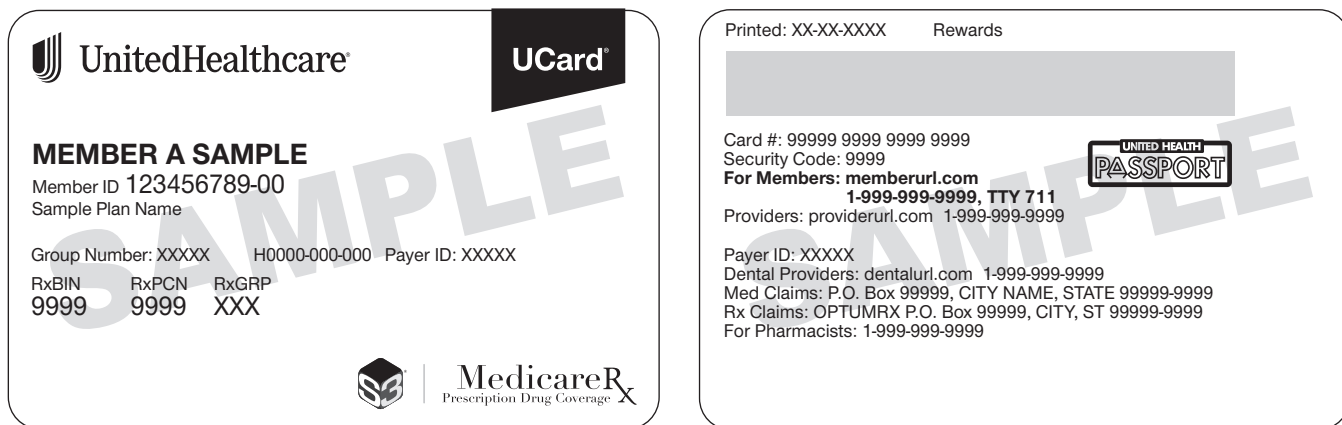 UnitedHealthcare®
UCard®
SAMPLE
MEMBER A SAMPLE
Member ID 123456789-00
Sample Plan Name
Group Number: XXXXX H0000-000-000 Payer ID: XXXXX
RxBIN RxPCN RxGRP
9999 9999 XXX
S3
MedicareRx
Prescription Drug Coverage
Printed: XX-XX-XXXX Rewards
SAMPLE
Card #: 99999 9999 9999 9999
Security Code: 9999
For Members: memberurl.com
1-999-999-9999, TTY 711
Providers: providerurl.com 1-999-999-9999
UNITED HEALTH
PASSPORT
Payer ID: XXXXX
Dental Providers: dentalurl.com 1-999-999-9999
Med Claims: P.O. Box 99999, CITY NAME, STATE 99999-9999
Rx Claims: OPTUMRX P.O. Box 99999, CITY, ST 99999-9999
For Pharmacists: 1-999-999-9999